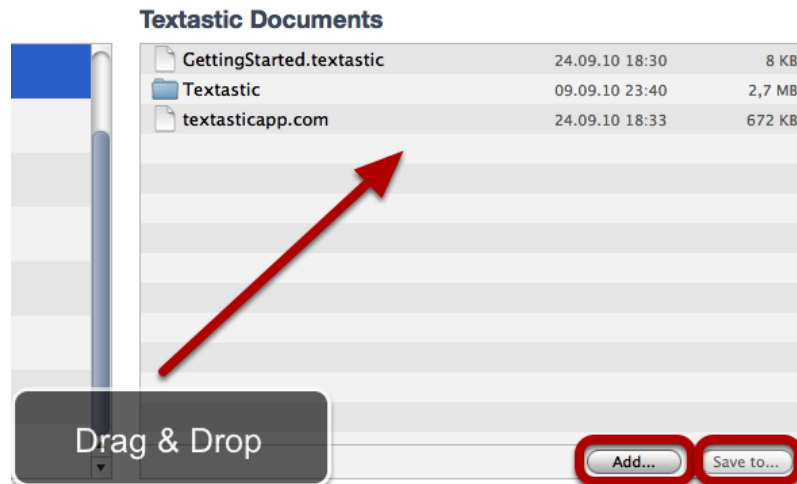 Textastic Documents
GettingStarted.textastic 24.09.10 18:30 8 KB
Textastic 09.09.10 23:40 2,7 MB
textasticapp.com 24.09.10 18:33 672 KB
Drag & Drop
Add... Save to...